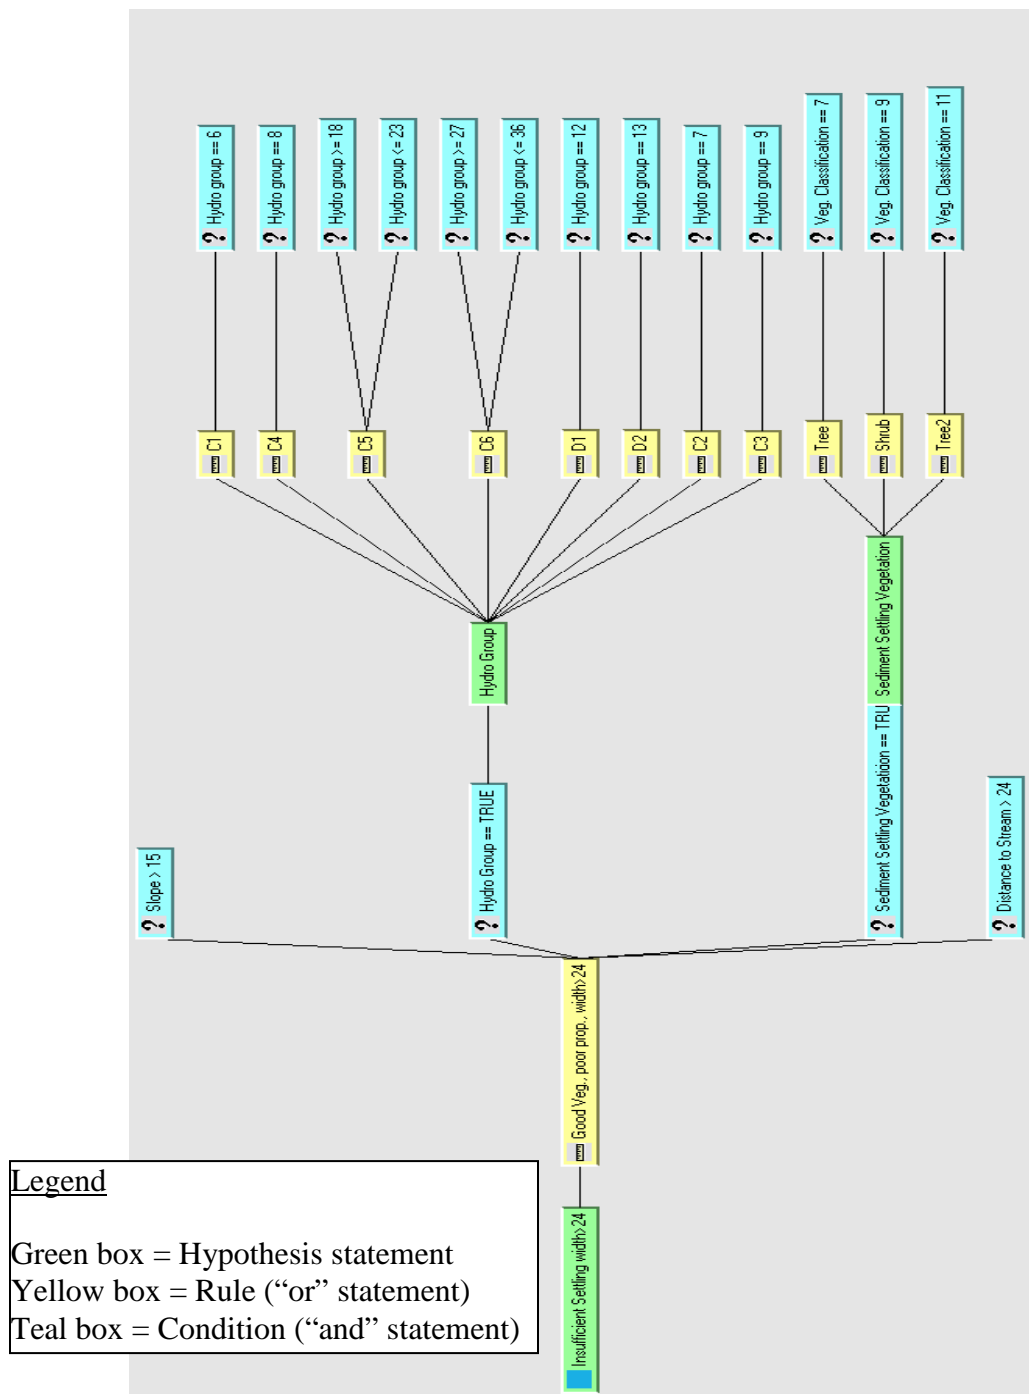 Hydro group == 6
Hydro group == 8
Hydro group >= 18
Hydro group <= 23
Hydro group >= 27
Hydro group <= 36
Hydro group == 12
Hydro group == 13
Hydro group == 7
Hydro group == 9
Veg. Classification == 7
Veg. Classification == 9
Veg. Classification == 11
C1
C4
C5
C6
D1
D2
C2
C3
Tree
Shrub
Tree2
Hydro Group
Sediment Settling Vegetation
Slope > 15
Hydro Group == TRUE
Sediment Settling Vegetatidon == TRU
Distance to Stream > 24
Good Veg., poor prop., width>24
Insufficient Settling width>24
Legend
Green box = Hypothesis statement
Yellow box = Rule (“or” statement)
Teal box = Condition (“and” statement)